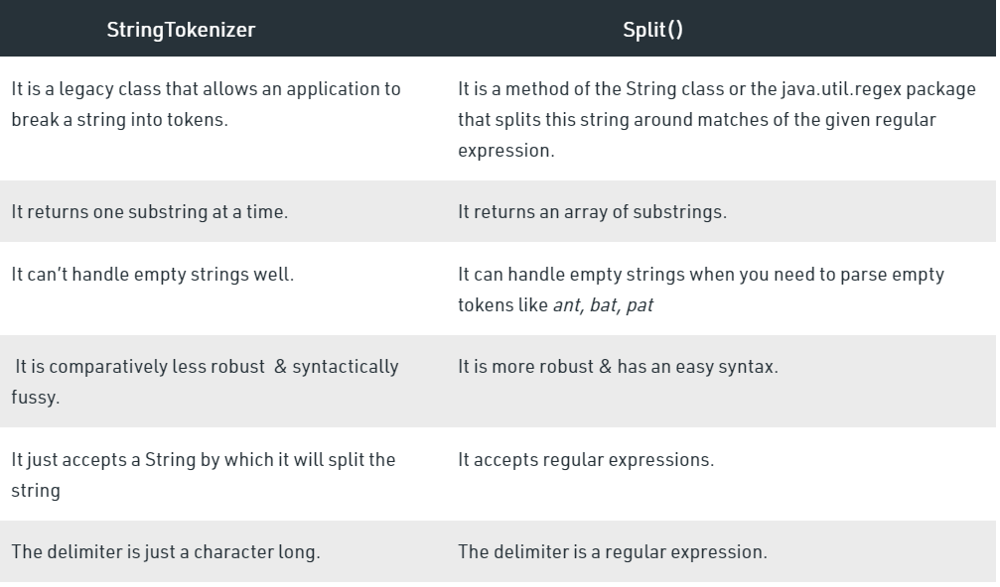 StringTokenizer
Split()
It is a legacy class that allows an application to
break a string into tokens.
It is a method of the String class or the java.util.regex package
that splits this string around matches of the given regular
expression.
It returns one substring at a time.
It returns an array of substrings.
It can't handle empty strings well.
It can handle empty strings when you need to parse empty
tokens like ant, bat, pat
It is comparatively less robust & syntactically
fussy.
It is more robust & has an easy syntax.
It just accepts a String by which it will split the
string
It accepts regular expressions.
The delimiter is just a character long.
The delimiter is a regular expression.